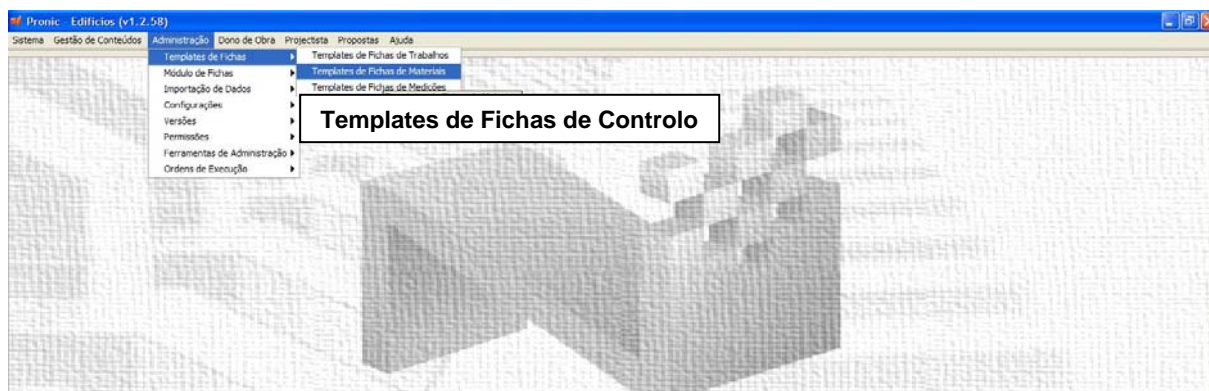 Pronic - Edifícios (v1.2.58)
Sistema Gestão de Conteúdos Administração Dono de Obra Projectista Propostas Ajuda
Templates de Fichas
Templates de Fichas de Trabalhos
Módulo de Fichas
Templates de Fichas de Materiais
Importação de Dados
Templates de Fichas de Medições
Configurações
Templates de Fichas de Controlo
Versões
Permissões
Ferramentas de Administração
Ordens de Execução